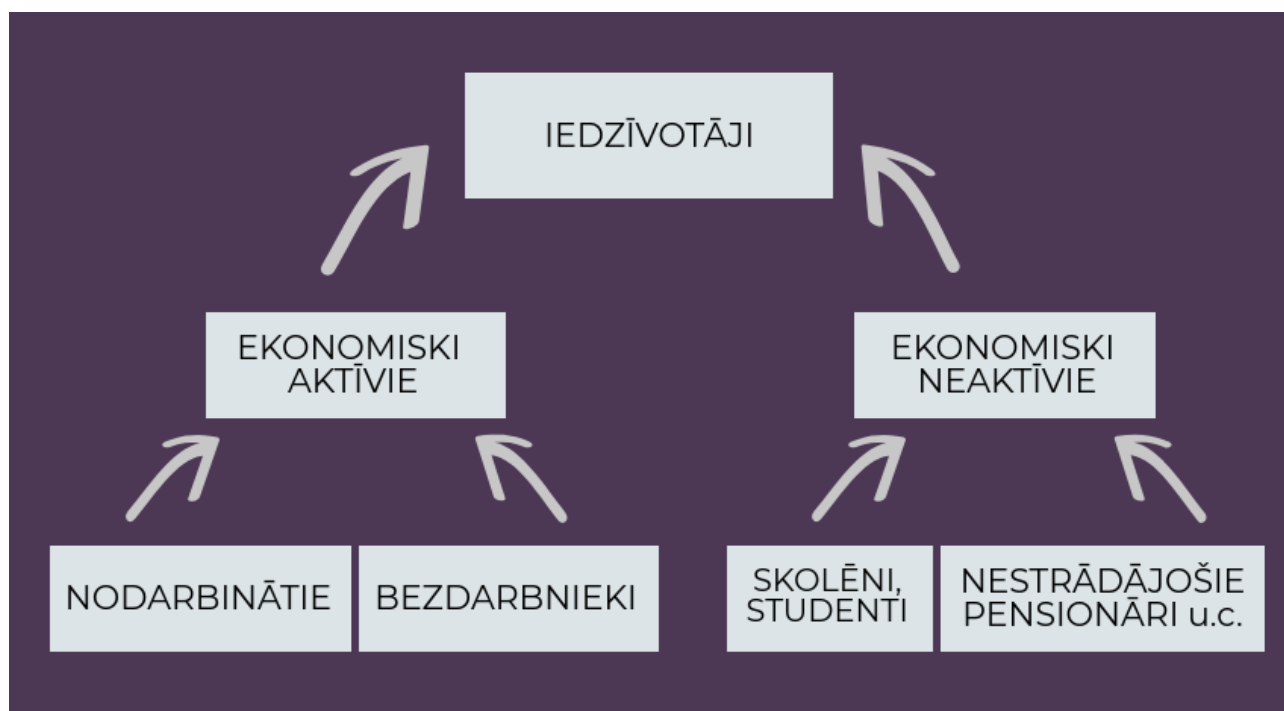 IEDZĪVOTĀJI
EKONOMISKI
AKTĪVIE
EKONOMISKI
NEAKTĪVIE
NODARBINĀTIE
BEZDARBNIEKI
SKOLĒNI,
STUDENTI
NESTRĀDĀJOŠIE
PENSIONĀRI u.c.